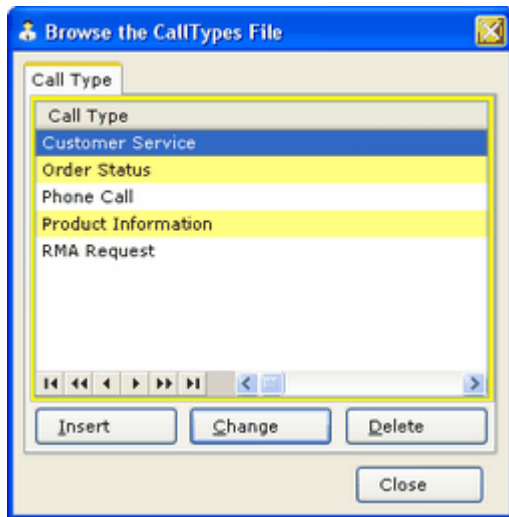 Browse the CallTypes File
Call Type
Call Type
Customer Service
Order Status
Phone Call
Product Information
RMA Request
Insert Change Delete
Close